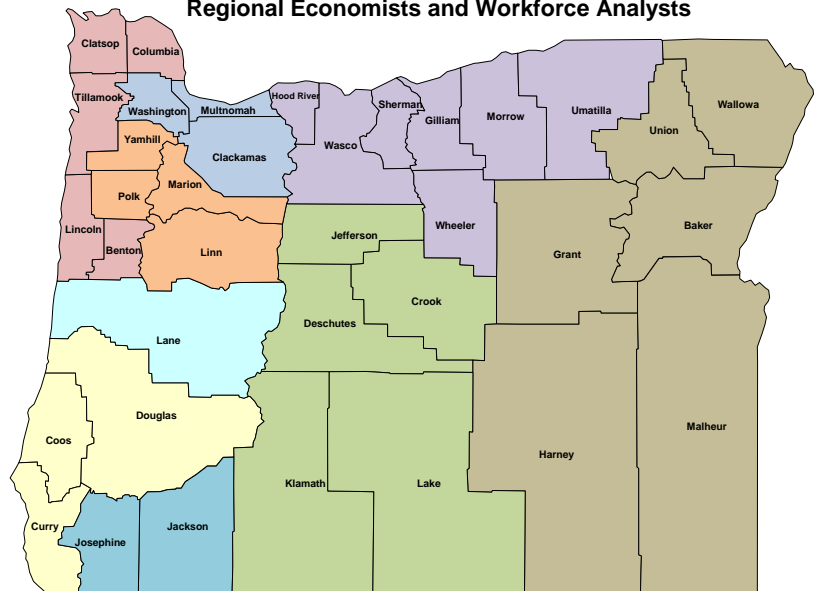 Regional Economists and Workforce Analysts
Clatsop
Columbia
Tillamook
Washington
Multnomah
Hood River
Sherman
Gilliam
Morrow
Umatilla
Wallowa
Union
Yamhill
Clackamas
Wasco
Polk
Marion
Lincoln
Benton
Linn
Jefferson
Wheeler
Grant
Baker
Crook
Deschutes
Lane
Douglas
Coos
Klamath
Lake
Harney
Malheur
Curry
Josephine
Jackson